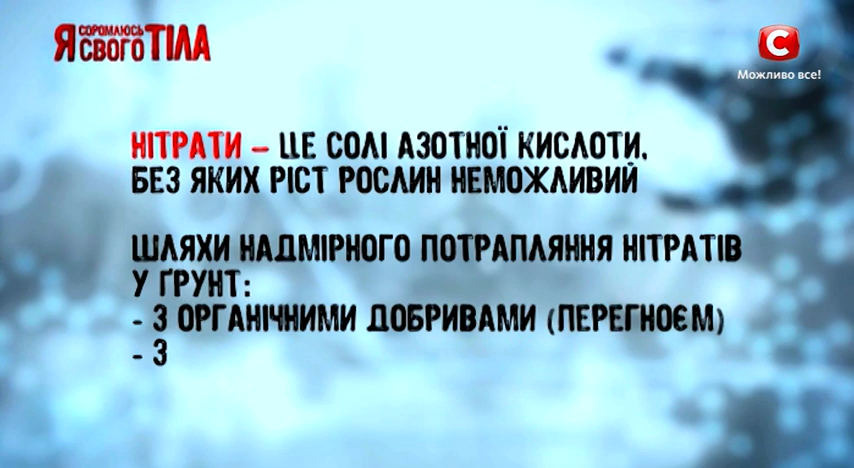 Я СОРОМЛЮСЬ СВОГО ТІЛА
С
Можливо все!
НІТРАТИ – ЦЕ СОЛІ АЗОТНОЇ КИСЛОТИ,
БЕЗ ЯКИХ РІСТ РОСЛИН НЕМОЖЛИВИЙ
ШЛЯХИ НАДМІРНОГО ПОТРАПЛЯННЯ НІТРАТІВ
У ҐРУНТ:
- З ОРГАНІЧНИМИ ДОБРИВАМИ (ПЕРЕГНОЄМ)
- З